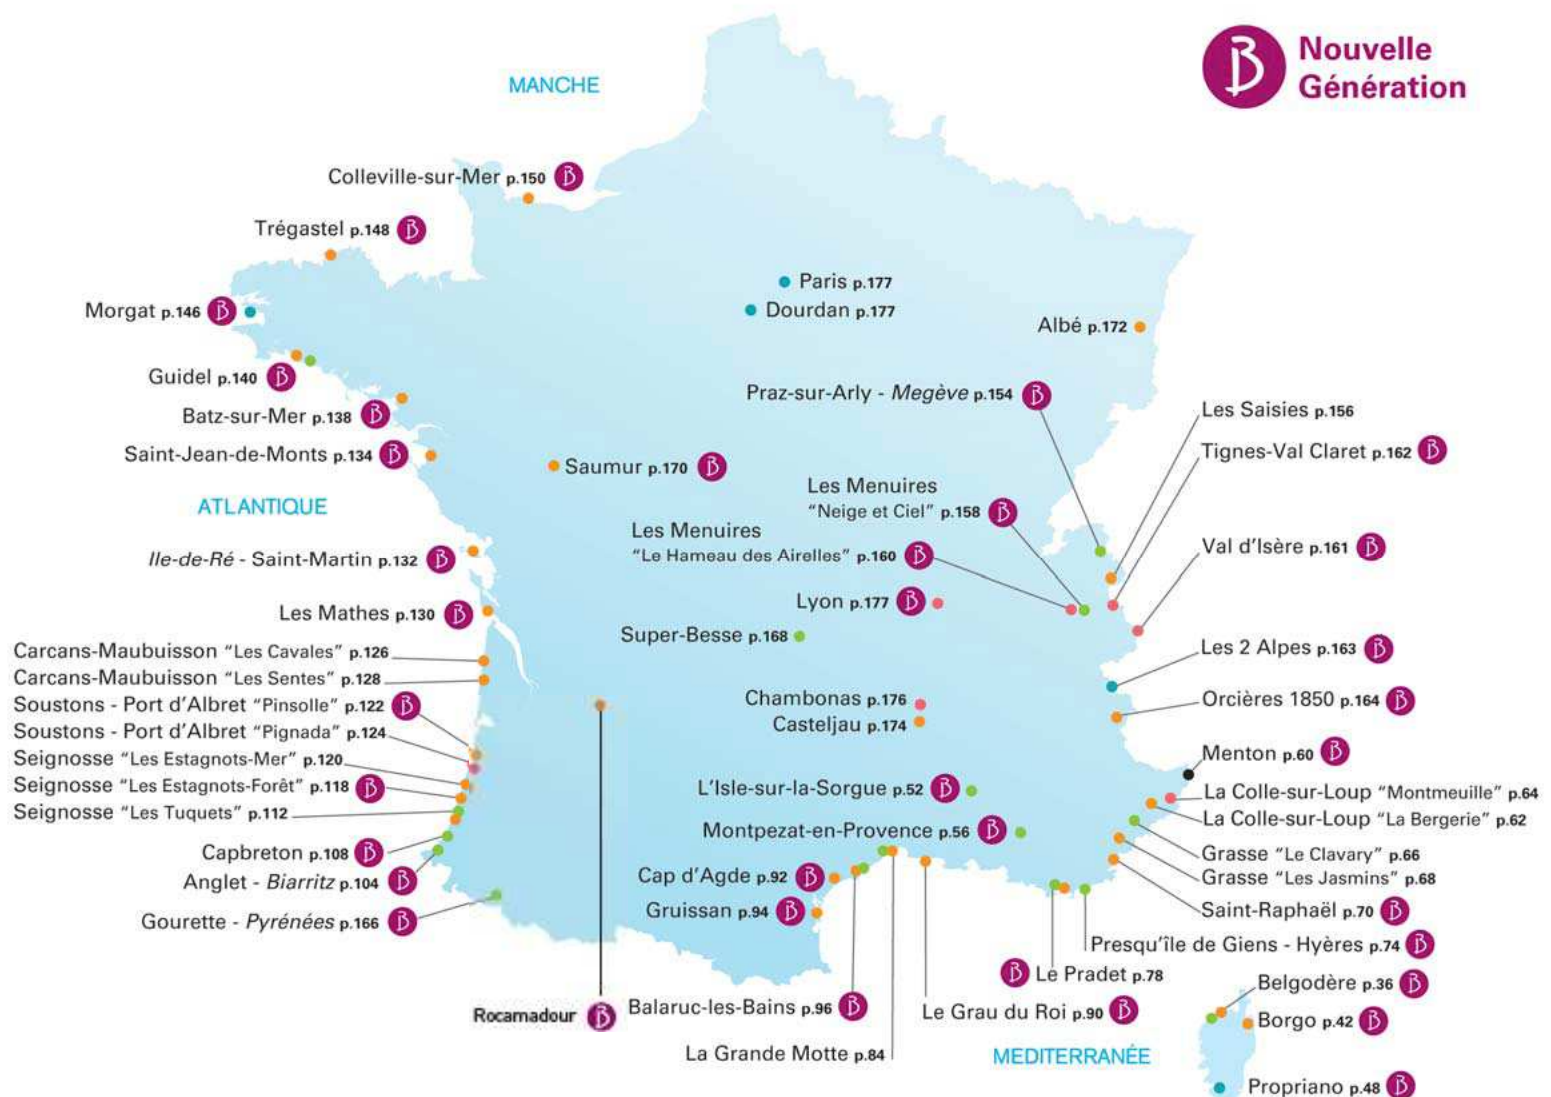 B Nouvelle
Génération
MANCHE
Colleville-sur-Mer p.150 B
Trégastel p.148 B
Paris p.177
Morgat p.146 B
Dourdan p.177
Albé p.172
Guidel p.140 B
Praz-sur-Arly - Megève p.154 B
Les Saisies p.156
Batz-sur-Mer p.138 B
Tignes-Val Claret p.162 B
Saint-Jean-de-Monts p.134 B
Saumur p.170 B
Les Menuires
“Neige et Ciel” p.158 B
ATLANTIQUE
Les Menuires
“Le Hameau des Airelles” p.160 B
Val d’Isère p.161 B
Ile-de-Ré - Saint-Martin p.132 B
Lyon p.177 B
Les Mathes p.130 B
Super-Besse p.168
Carcans-Maubuisson “Les Cavales” p.126
Les 2 Alpes p.163 B
Carcans-Maubuisson “Les Sentes” p.128
Soustons - Port d’Albret “Pinsolle” p.122 B
Chambonas p.176
Orcières 1850 p.164 B
Soustons - Port d’Albret “Pignada” p.124
Casteljau p.174
Seignosse “Les Estagnots-Mer” p.120
Menton p.60 B
Seignosse “Les Estagnots-Forêt” p.118 B
L’Isle-sur-la-Sorgue p.52 B
La Colle-sur-Loup “Montmeuille” p.64
Seignosse “Les Tuquets” p.112
La Colle-sur-Loup “La Bergerie” p.62
Montpezat-en-Provence p.56 B
Capbreton p.108 B
Grasse “Le Clavary” p.66
Anglet - Biarritz p.104 B
Cap d’Agde p.92 B
Grasse “Les Jasmins” p.68
Gourette - Pyrénées p.166 B
Gruissan p.94 B
Saint-Raphaël p.70 B
Presqu’île de Giens - Hyères p.74 B
B Le Pradet p.78
Belgodère p.36 B
Rocamadour B
Balaruc-les-Bains p.96 B
Le Grau du Roi p.90 B
Borgo p.42 B
La Grande Motte p.84
MEDITERRANÉE
Propriano p.48 B